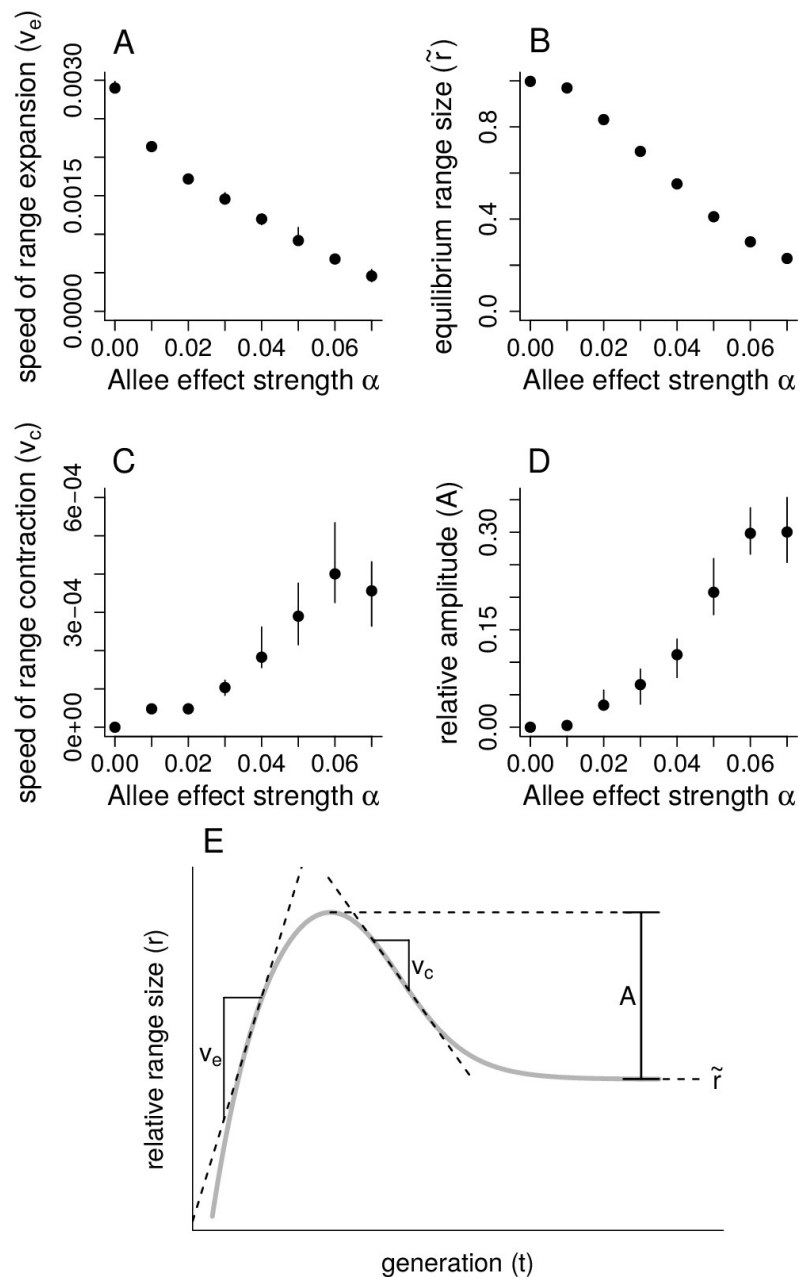 A
speed of range expansion (vₑ)
0.0030
0.0015
0.0000
0.00 0.02 0.04 0.06
Allee effect strength α
B
equilibrium range size (r̃)
0.8
0.4
0.0
0.00 0.02 0.04 0.06
Allee effect strength α
C
speed of range contraction (v_c)
6e−04
3e−04
0e+00
0.00 0.02 0.04 0.06
Allee effect strength α
D
relative amplitude (A)
0.30
0.15
0.00
0.00 0.02 0.04 0.06
Allee effect strength α
E
relative range size (r)
vₑ
v_c
A
r̃
generation (t)